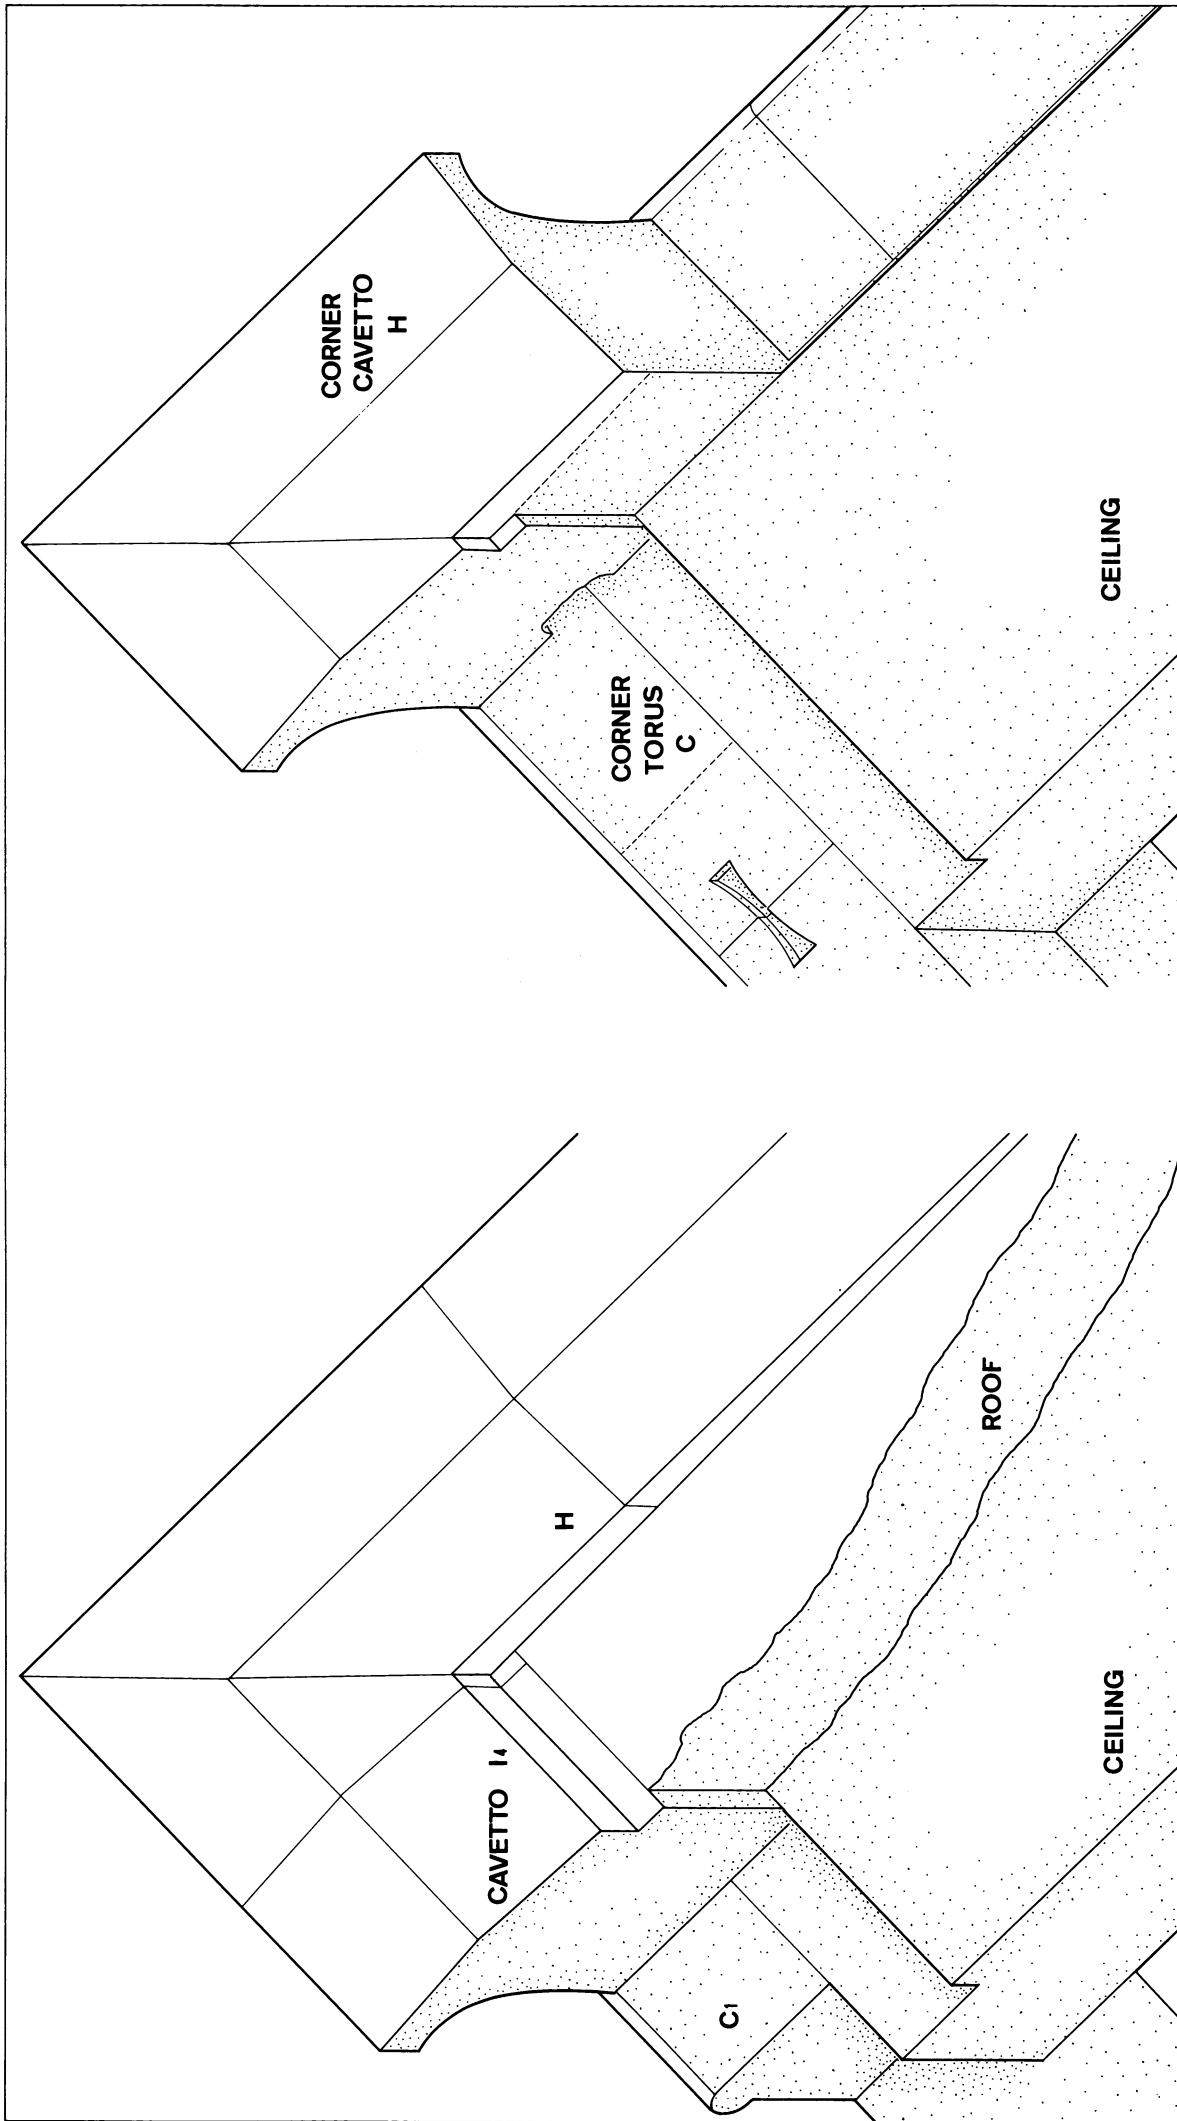 CORNER
CAVETTO
H
CORNER
TORUS
C
CEILING
CAVETTO I4
H
C1
ROOF
CEILING